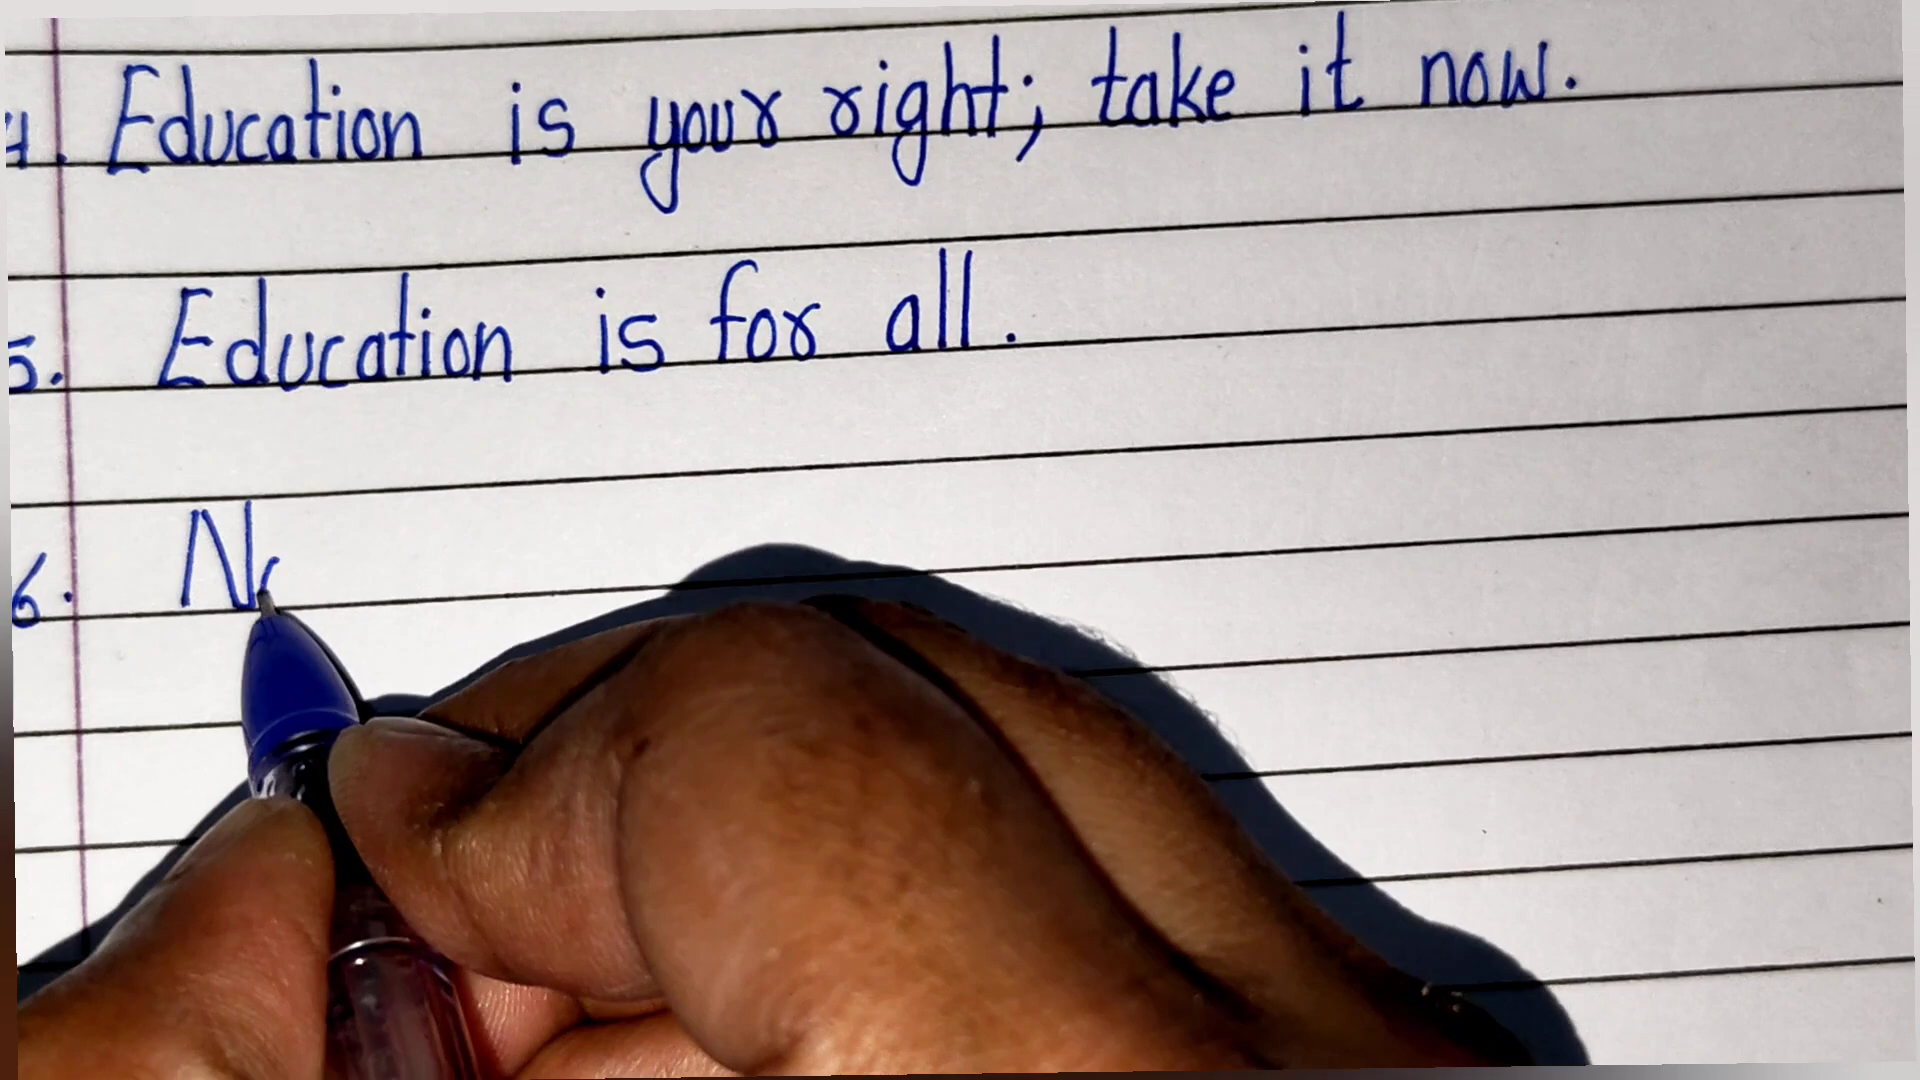 4. Education is your right; take it now.
5. Education is for all.
6. N